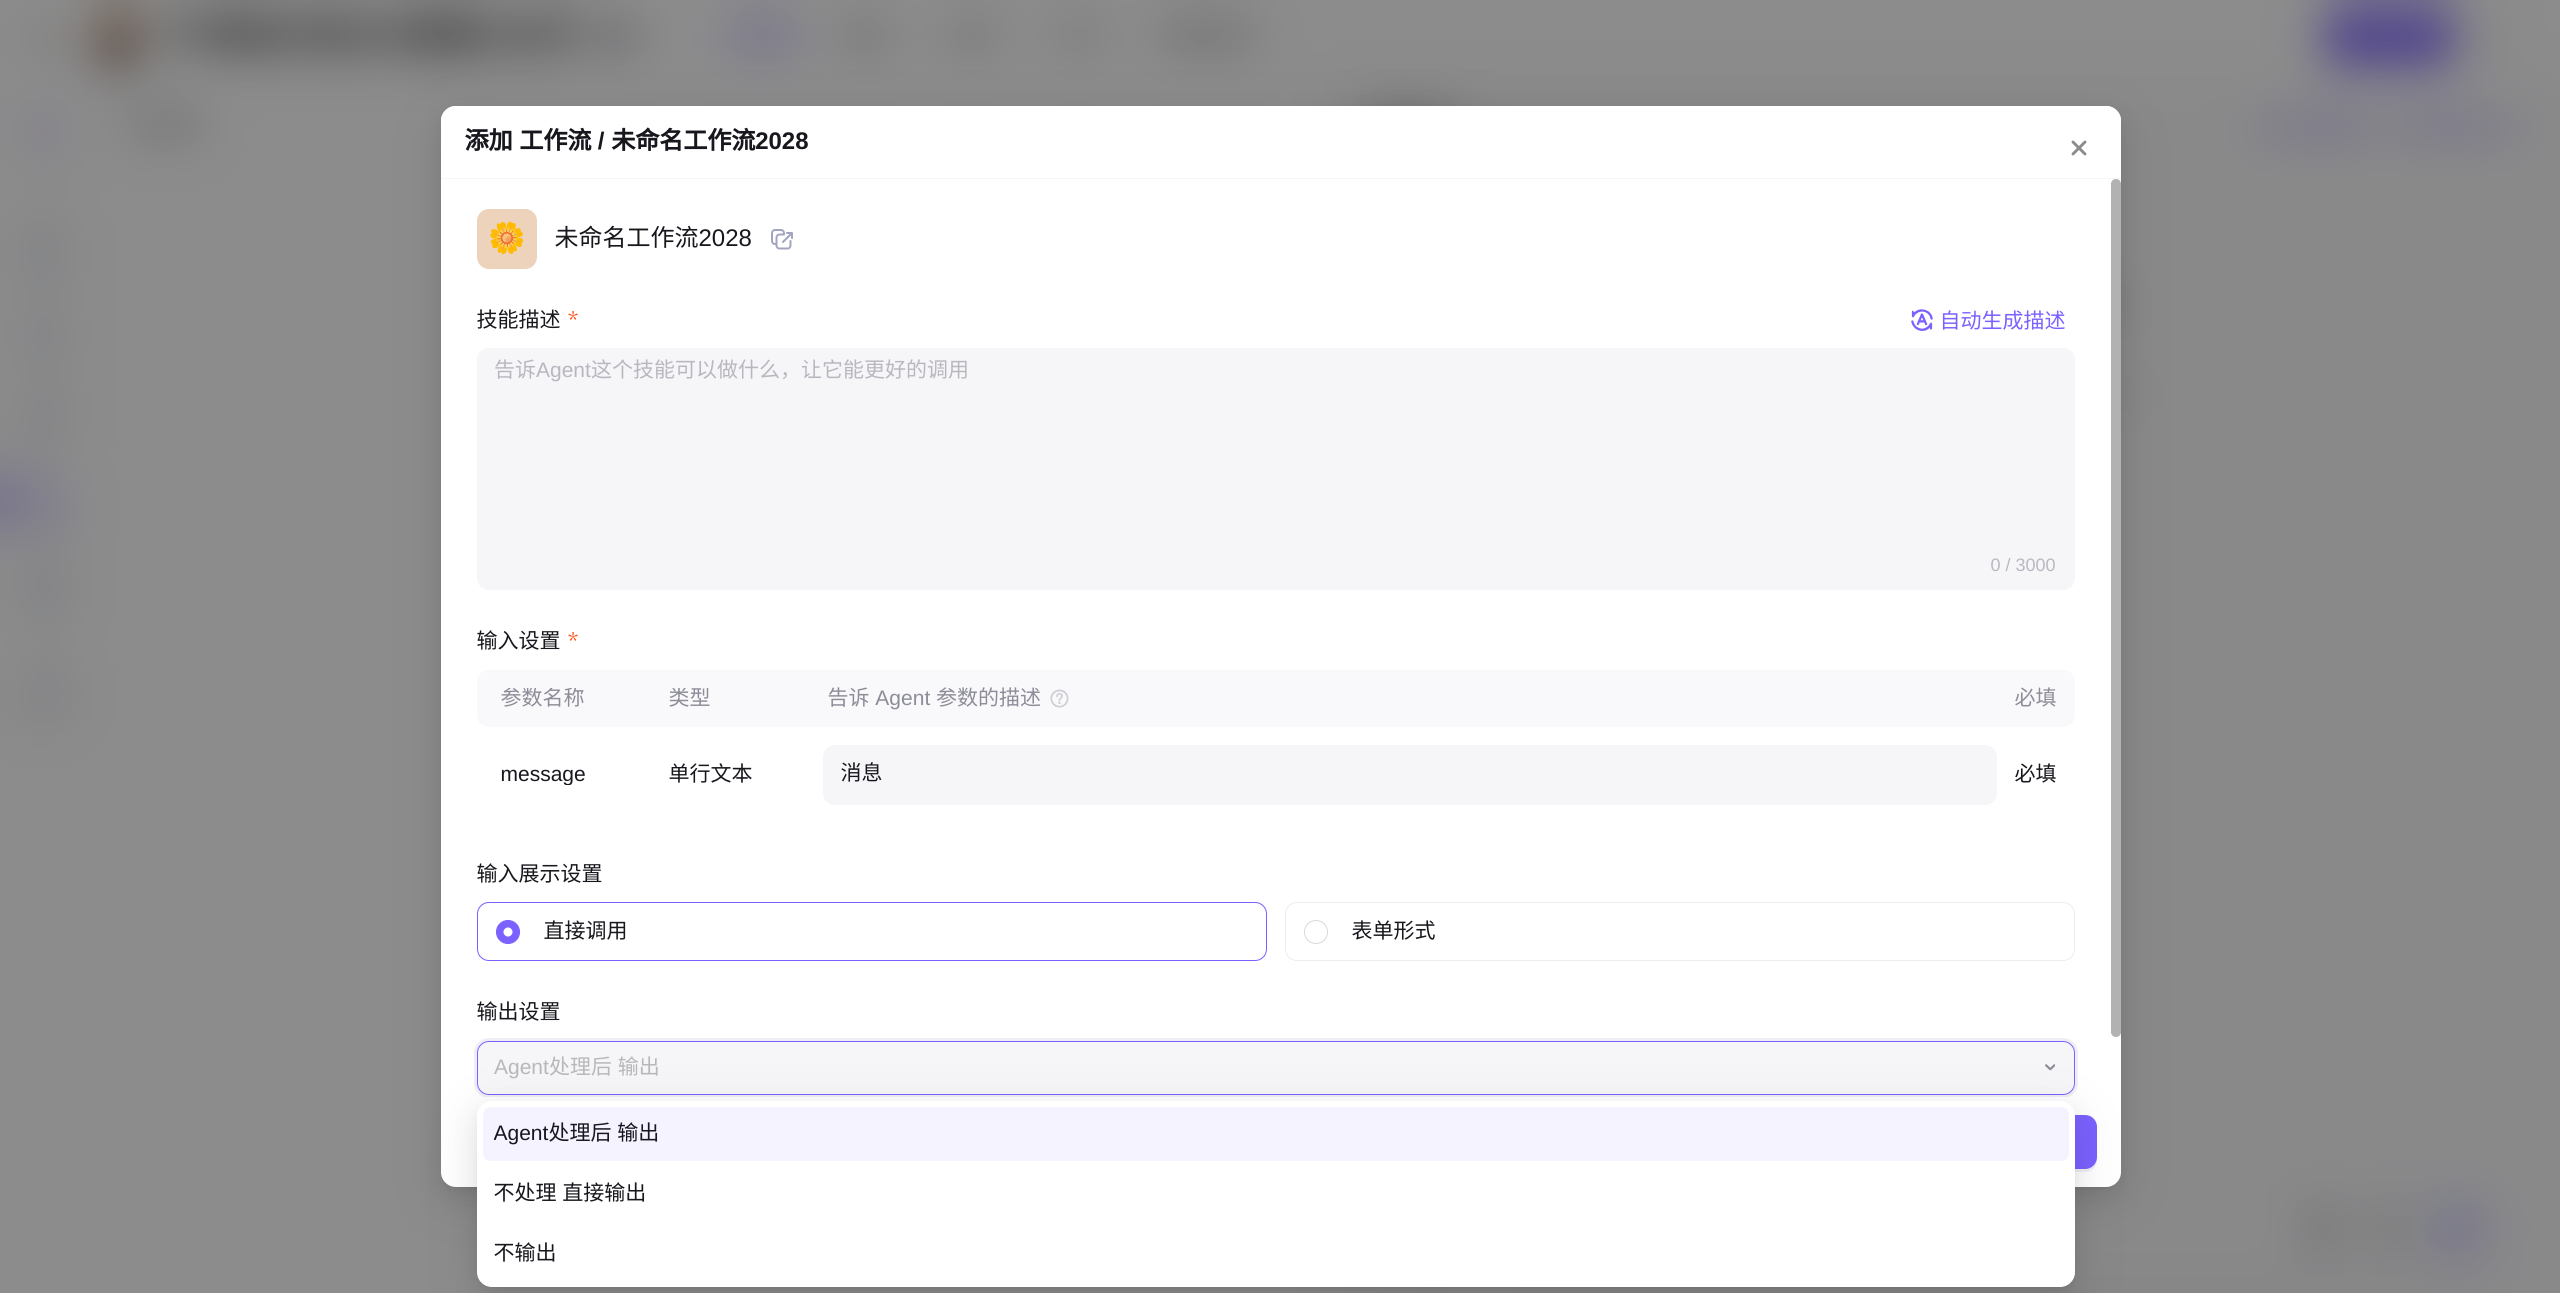 添加 工作流 / 未命名工作流2028
未命名工作流2028
技能描述 *
自动生成描述
告诉Agent这个技能可以做什么，让它能更好的调用
0 / 3000
输入设置 *
参数名称 类型 告诉 Agent 参数的描述 必填
message 单行文本 消息 必填
输入展示设置
直接调用 表单形式
输出设置
Agent处理后 输出
Agent处理后 输出
不处理 直接输出
不输出